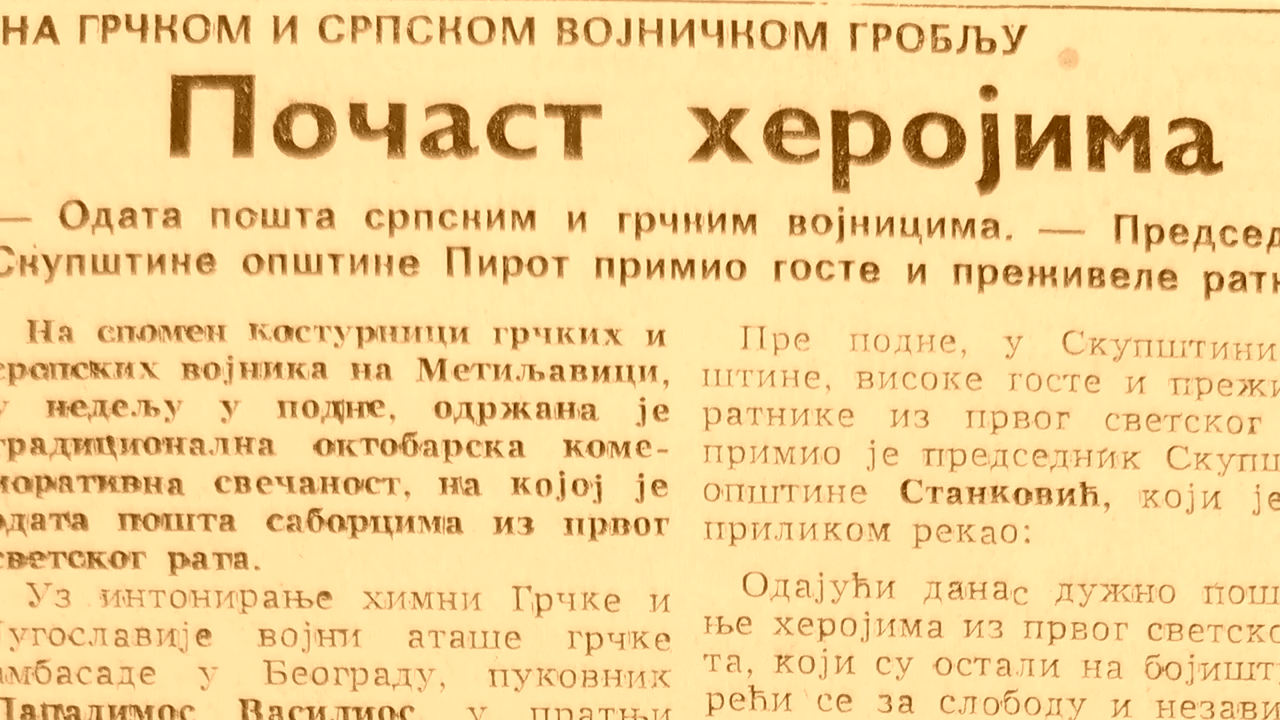 НА ГРЧКОМ И СРПСКОМ ВОЈНИЧКОМ ГРОБЉУ
Почаст херојима
— Одата пошта српским и грчким војницима. — Председ
Скупштине општине Пирот примио госте и преживеле ратн
На спомен костурници грчких и
српских војника на Метиљавици,
у недељу у подне, одржана је
традиционална октобарска коме-
моративна свечаност, на којој је
одата пошта саборцима из првог
светског рата.
Уз интонирање химни Грчке и
Југославије војни аташе грчке
амбасаде у Београду, пуковник
Пападимос Василиос, у пратњи
Пре подне, у Скупштини
штине, високе госте и прежи
ратнике из првог светског
примио је председник Скупш
општине Станковић, који је
приликом рекао:
Одајући данас дужно пош
ње херојима из првог светско
та, који су остали на бојишт
рећи се за слободу и незави